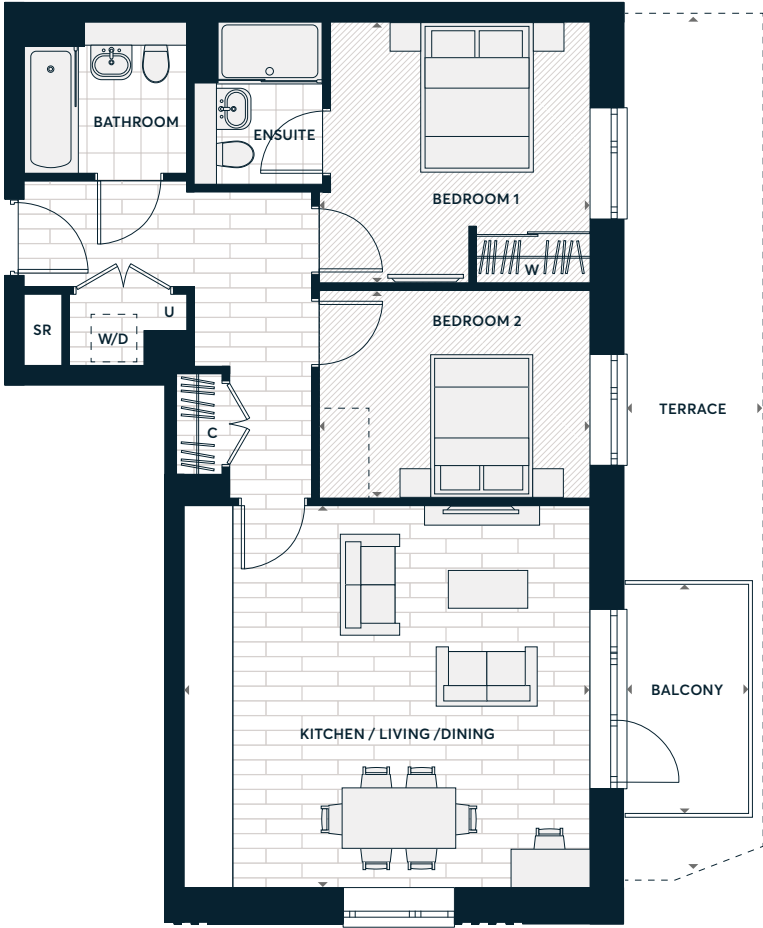 BATHROOM
ENSUITE
BEDROOM 1
W
U
SR
W/D
BEDROOM 2
TERRACE
C
BALCONY
KITCHEN / LIVING /DINING